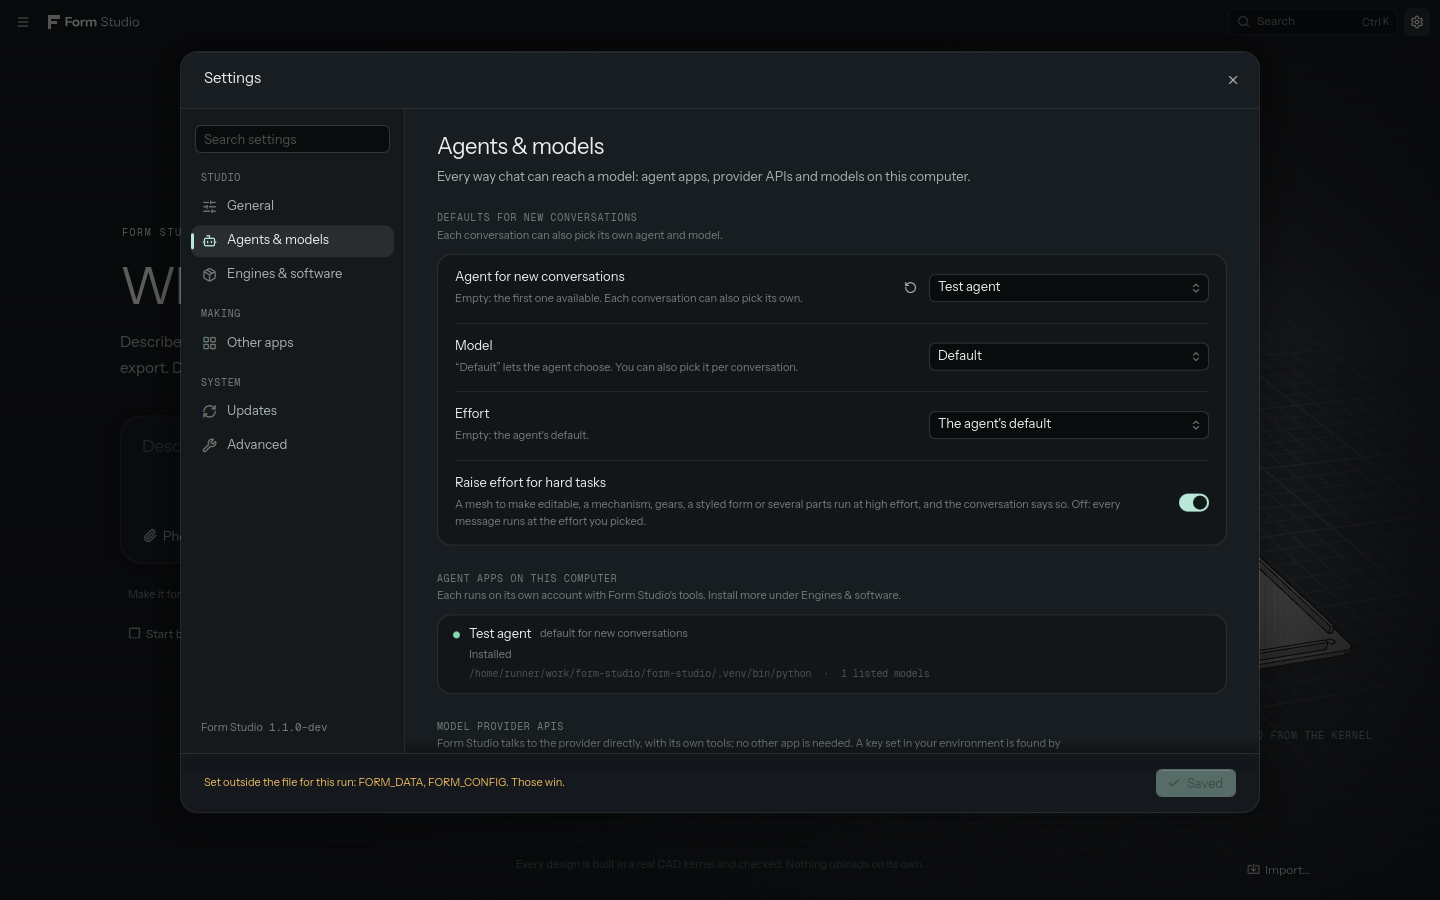 Form Studio
Search Ctrl K
Settings
Search settings
STUDIO
General
Agents & models
Engines & software
MAKING
Other apps
SYSTEM
Updates
Advanced
Form Studio 1.1.0-dev
Agents & models
Every way chat can reach a model: agent apps, provider APIs and models on this computer.
DEFAULTS FOR NEW CONVERSATIONS
Each conversation can also pick its own agent and model.
Agent for new conversations
Empty: the first one available. Each conversation can also pick its own.
Test agent
Model
“Default” lets the agent choose. You can also pick it per conversation.
Default
Effort
Empty: the agent's default.
The agent's default
Raise effort for hard tasks
A mesh to make editable, a mechanism, gears, a styled form or several parts run at high effort, and the conversation says so. Off: every
message runs at the effort you picked.
AGENT APPS ON THIS COMPUTER
Each runs on its own account with Form Studio's tools. Install more under Engines & software.
Test agent default for new conversations
Installed
/home/runner/work/form-studio/form-studio/.venv/bin/python · 1 listed models
MODEL PROVIDER APIS
Form Studio talks to the provider directly, with its own tools; no other app is needed. A key set in your environment is found by
Set outside the file for this run: FORM_DATA, FORM_CONFIG. Those win.
Saved
FORM STU
Describe
export. D
Make it for
Start b
FROM THE KERNEL
Every design is built in a real CAD kernel and checked. Nothing uploads on its own.
Import...